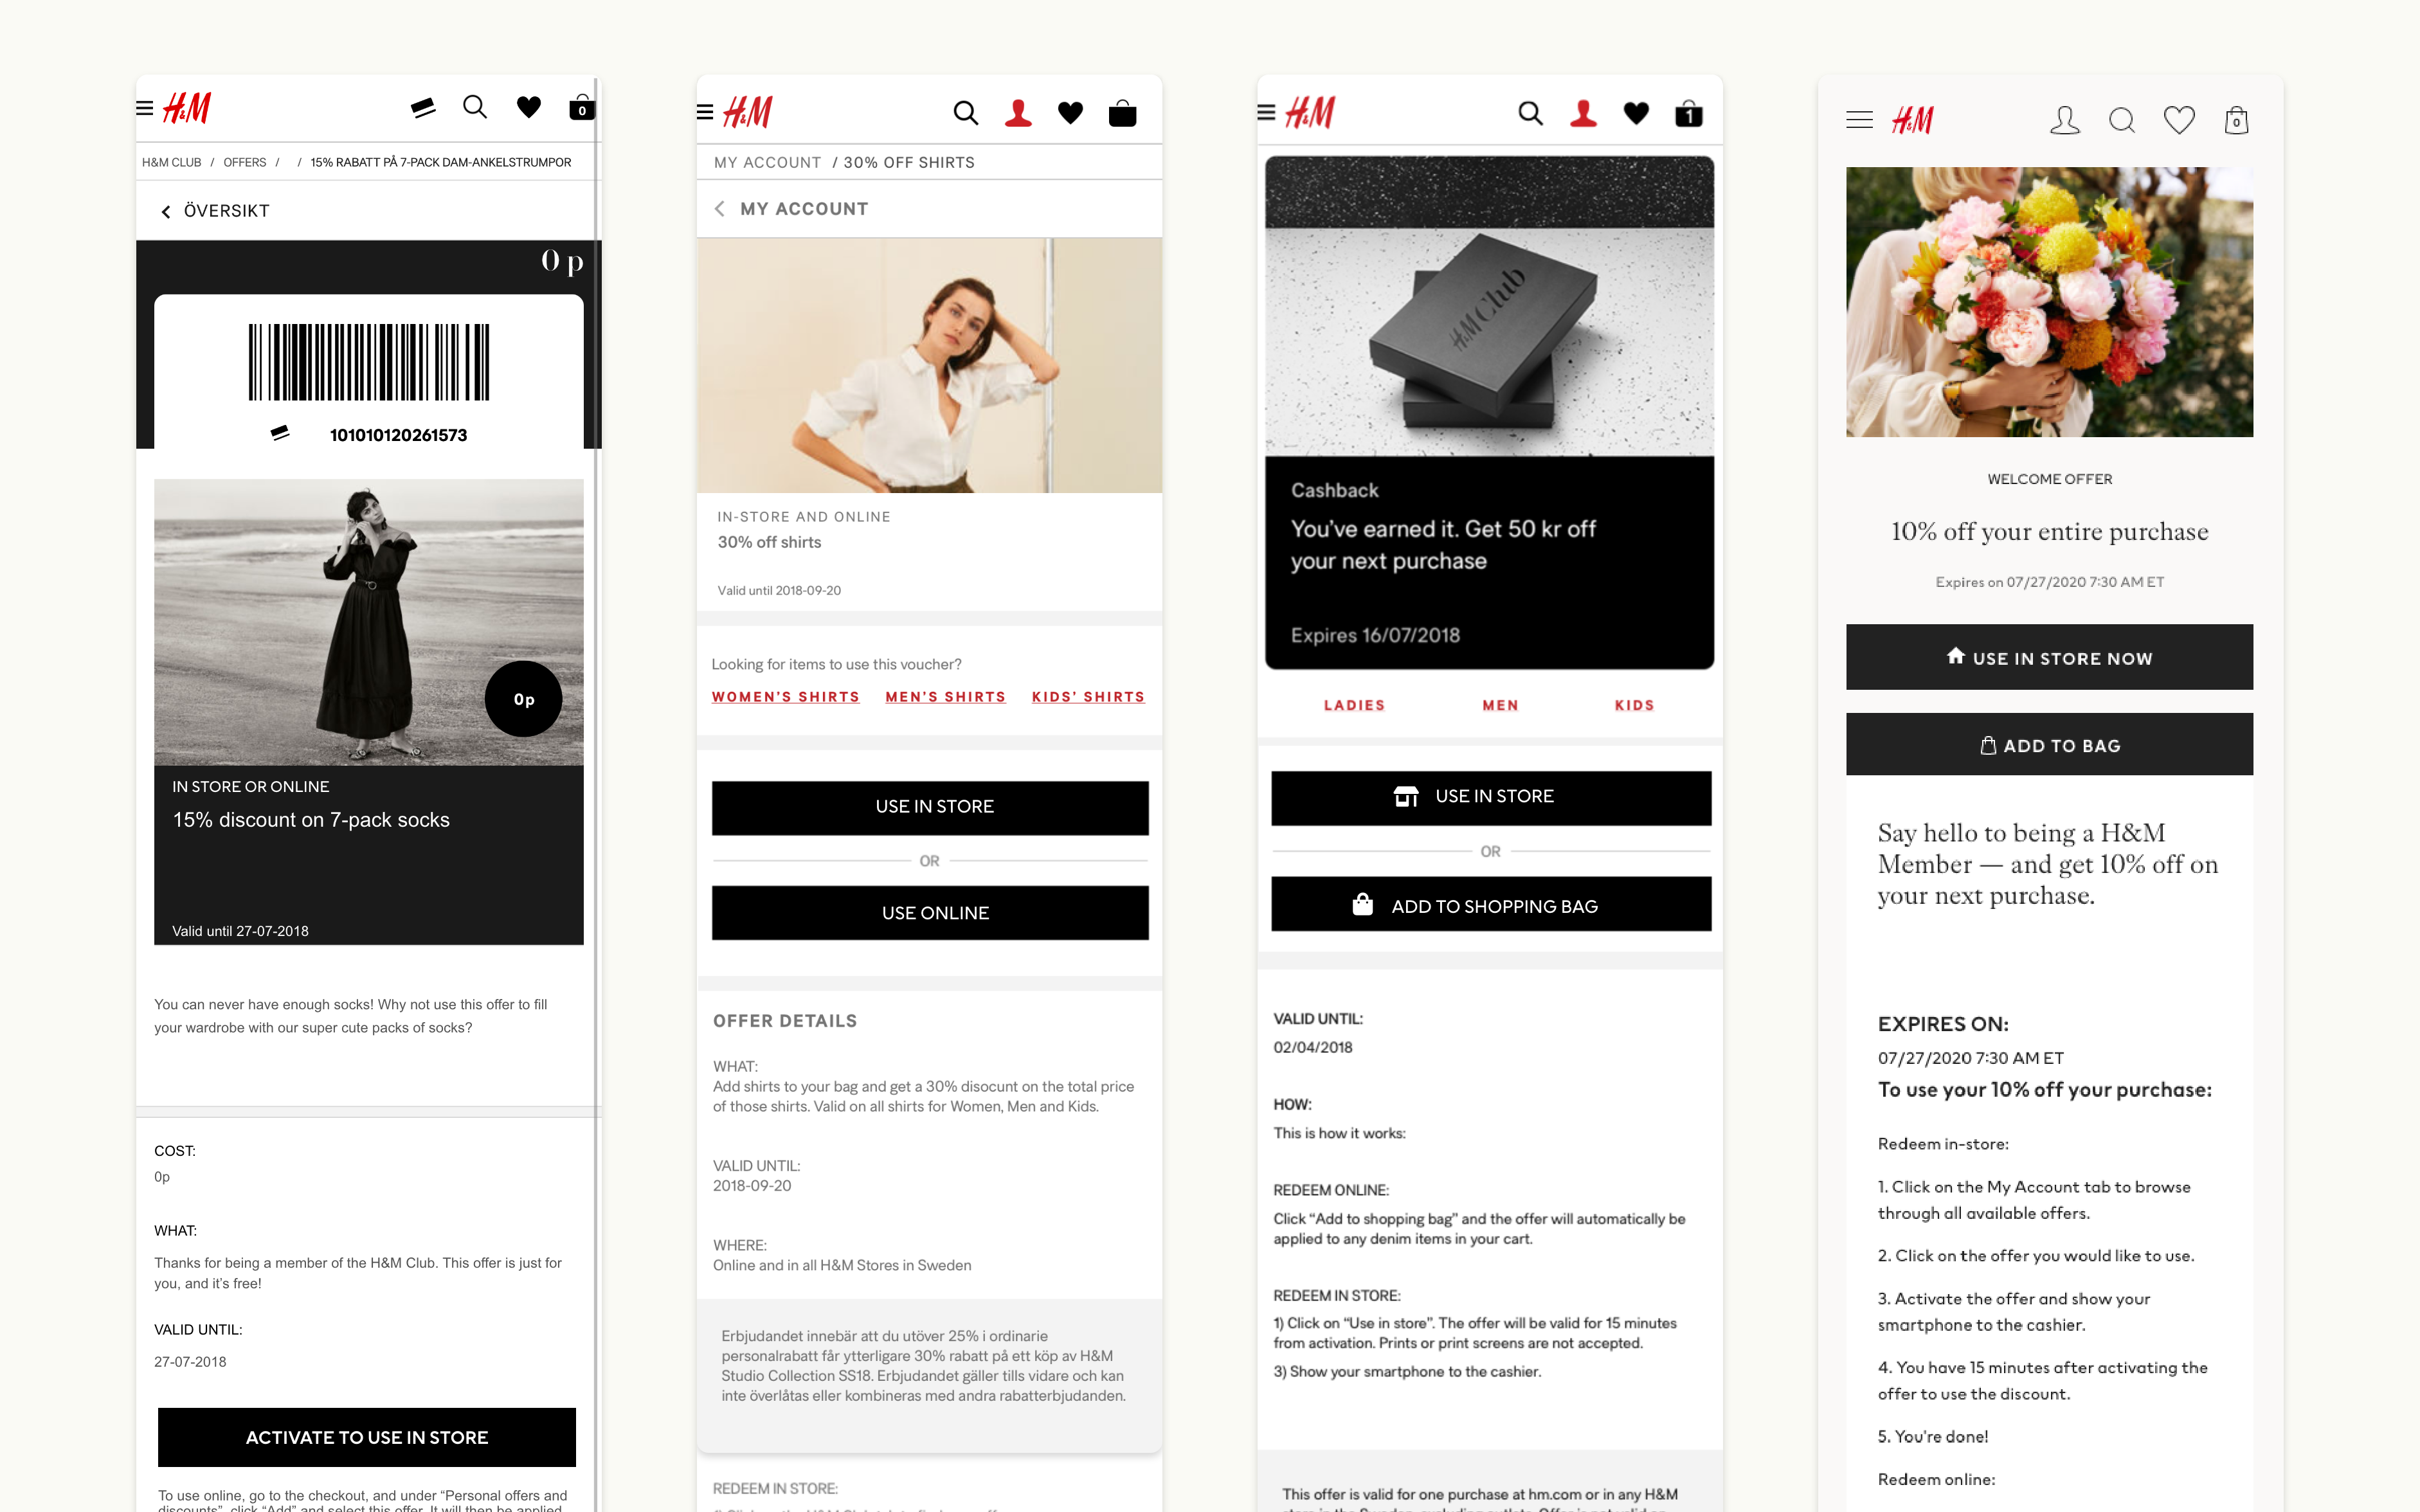 H&M
0
H&M CLUB / OFFERS / / 15% RABATT PÅ 7-PACK DAM-ANKELSTRUMPOR
ÖVERSIKT
0 p
101010120261573
0p
IN STORE OR ONLINE
15% discount on 7-pack socks
Valid until 27-07-2018
You can never have enough socks! Why not use this offer to fill
your wardrobe with our super cute packs of socks?
COST:
0p
WHAT:
Thanks for being a member of the H&M Club. This offer is just for
you, and it's free!
VALID UNTIL:
27-07-2018
ACTIVATE TO USE IN STORE
To use online, go to the checkout, and under “Personal offers and
discounts”, click “Add” and select this offer. It will then be applied
H&M
MY ACCOUNT / 30% OFF SHIRTS
MY ACCOUNT
IN-STORE AND ONLINE
30% off shirts
Valid until 2018-09-20
Looking for items to use this voucher?
WOMEN'S SHIRTS MEN'S SHIRTS KIDS' SHIRTS
USE IN STORE
OR
USE ONLINE
OFFER DETAILS
WHAT:
Add shirts to your bag and get a 30% disocunt on the total price
of those shirts. Valid on all shirts for Women, Men and Kids.
VALID UNTIL:
2018-09-20
WHERE:
Online and in all H&M Stores in Sweden
Erbjudandet innebär att du utöver 25% i ordinarie
personalrabatt får ytterligare 30% rabatt på ett köp av H&M
Studio Collection SS18. Erbjudandet gäller tills vidare och kan
inte överlåtas eller kombineras med andra rabatterbjudanden.
REDEEM IN STORE:
H&M
1
H&M Club
Cashback
You've earned it. Get 50 kr off
your next purchase
Expires 16/07/2018
LADIES MEN KIDS
USE IN STORE
OR
ADD TO SHOPPING BAG
VALID UNTIL:
02/04/2018
HOW:
This is how it works:
REDEEM ONLINE:
Click “Add to shopping bag” and the offer will automatically be
applied to any denim items in your cart.
REDEEM IN STORE:
1) Click on “Use in store”. The offer will be valid for 15 minutes
from activation. Prints or print screens are not accepted.
3) Show your smartphone to the cashier.
This offer is valid for one purchase at hm.com or in any H&M
H&M
0
WELCOME OFFER
10% off your entire purchase
Expires on 07/27/2020 7:30 AM ET
USE IN STORE NOW
ADD TO BAG
Say hello to being a H&M
Member — and get 10% off on
your next purchase.
EXPIRES ON:
07/27/2020 7:30 AM ET
To use your 10% off your purchase:
Redeem in-store:
1. Click on the My Account tab to browse
through all available offers.
2. Click on the offer you would like to use.
3. Activate the offer and show your
smartphone to the cashier.
4. You have 15 minutes after activating the
offer to use the discount.
5. You're done!
Redeem online: